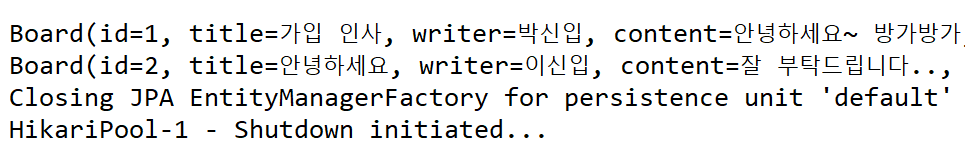 Board(id=1, title=가입 인사, writer=박신입, content=안녕하세요~ 방가방가,
Board(id=2, title=안녕하세요, writer=이신입, content=잘 부탁드립니다..,
Closing JPA EntityManagerFactory for persistence unit 'default'
HikariPool-1 - Shutdown initiated...